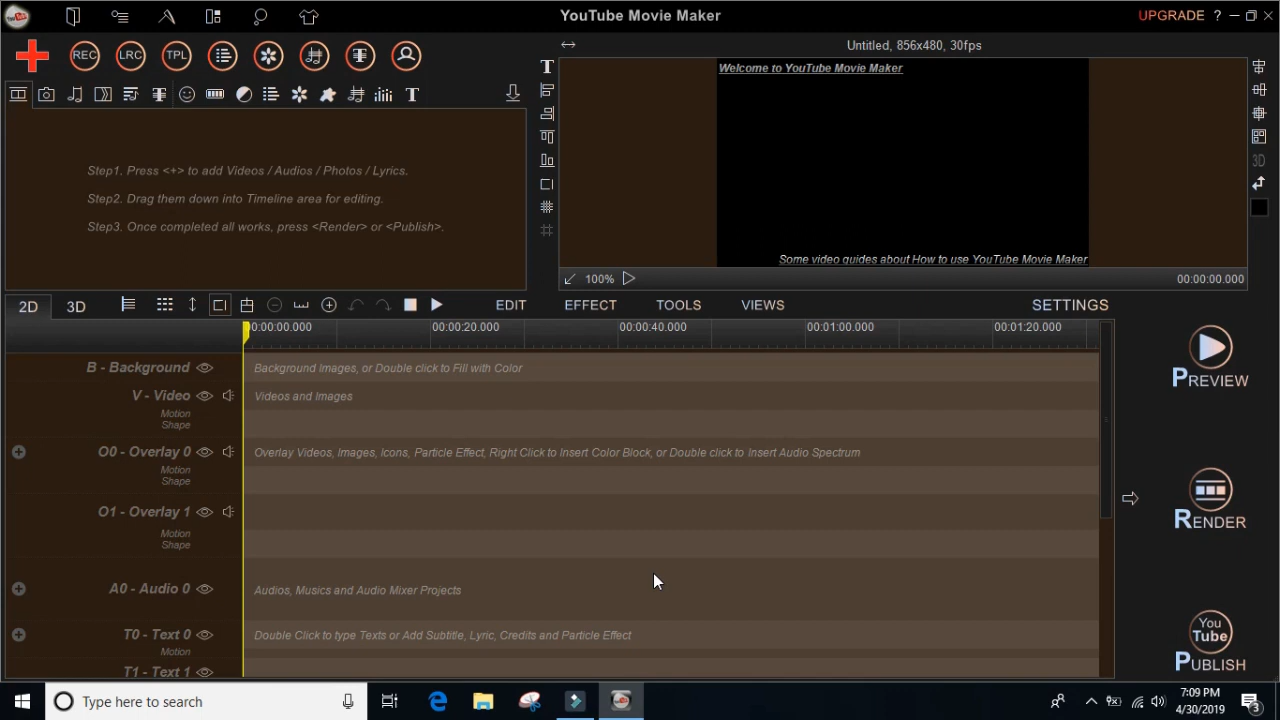 YouTube Movie Maker
UPGRADE ?
REC LRC TPL
Untitled, 856x480, 30fps
Welcome to YouTube Movie Maker
Step1. Press <+> to add Videos / Audios / Photos / Lyrics.
Step2. Drag them down into Timeline area for editing.
Step3. Once completed all works, press <Render> or <Publish>.
3D
Some video guides about How to use YouTube Movie Maker
100%
00:00:00.000
2D 3D EDIT EFFECT TOOLS VIEWS SETTINGS
0:00:00.000 00:00:20.000 00:00:40.000 00:01:00.000 00:01:20.000
B - Background
Background Images, or Double click to Fill with Color
V - Video
Videos and Images
Motion
Shape
PREVIEW
O0 - Overlay 0
Overlay Videos, Images, Icons, Particle Effect, Right Click to Insert Color Block, or Double click to Insert Audio Spectrum
Motion
Shape
O1 - Overlay 1
Motion
Shape
RENDER
A0 - Audio 0
Audios, Musics and Audio Mixer Projects
T0 - Text 0
Double Click to type Texts or Add Subtitle, Lyric, Credits and Particle Effect
Motion
T1 - Text 1
You
Tube
PUBLISH
Type here to search
7:09 PM
4/30/2019
3